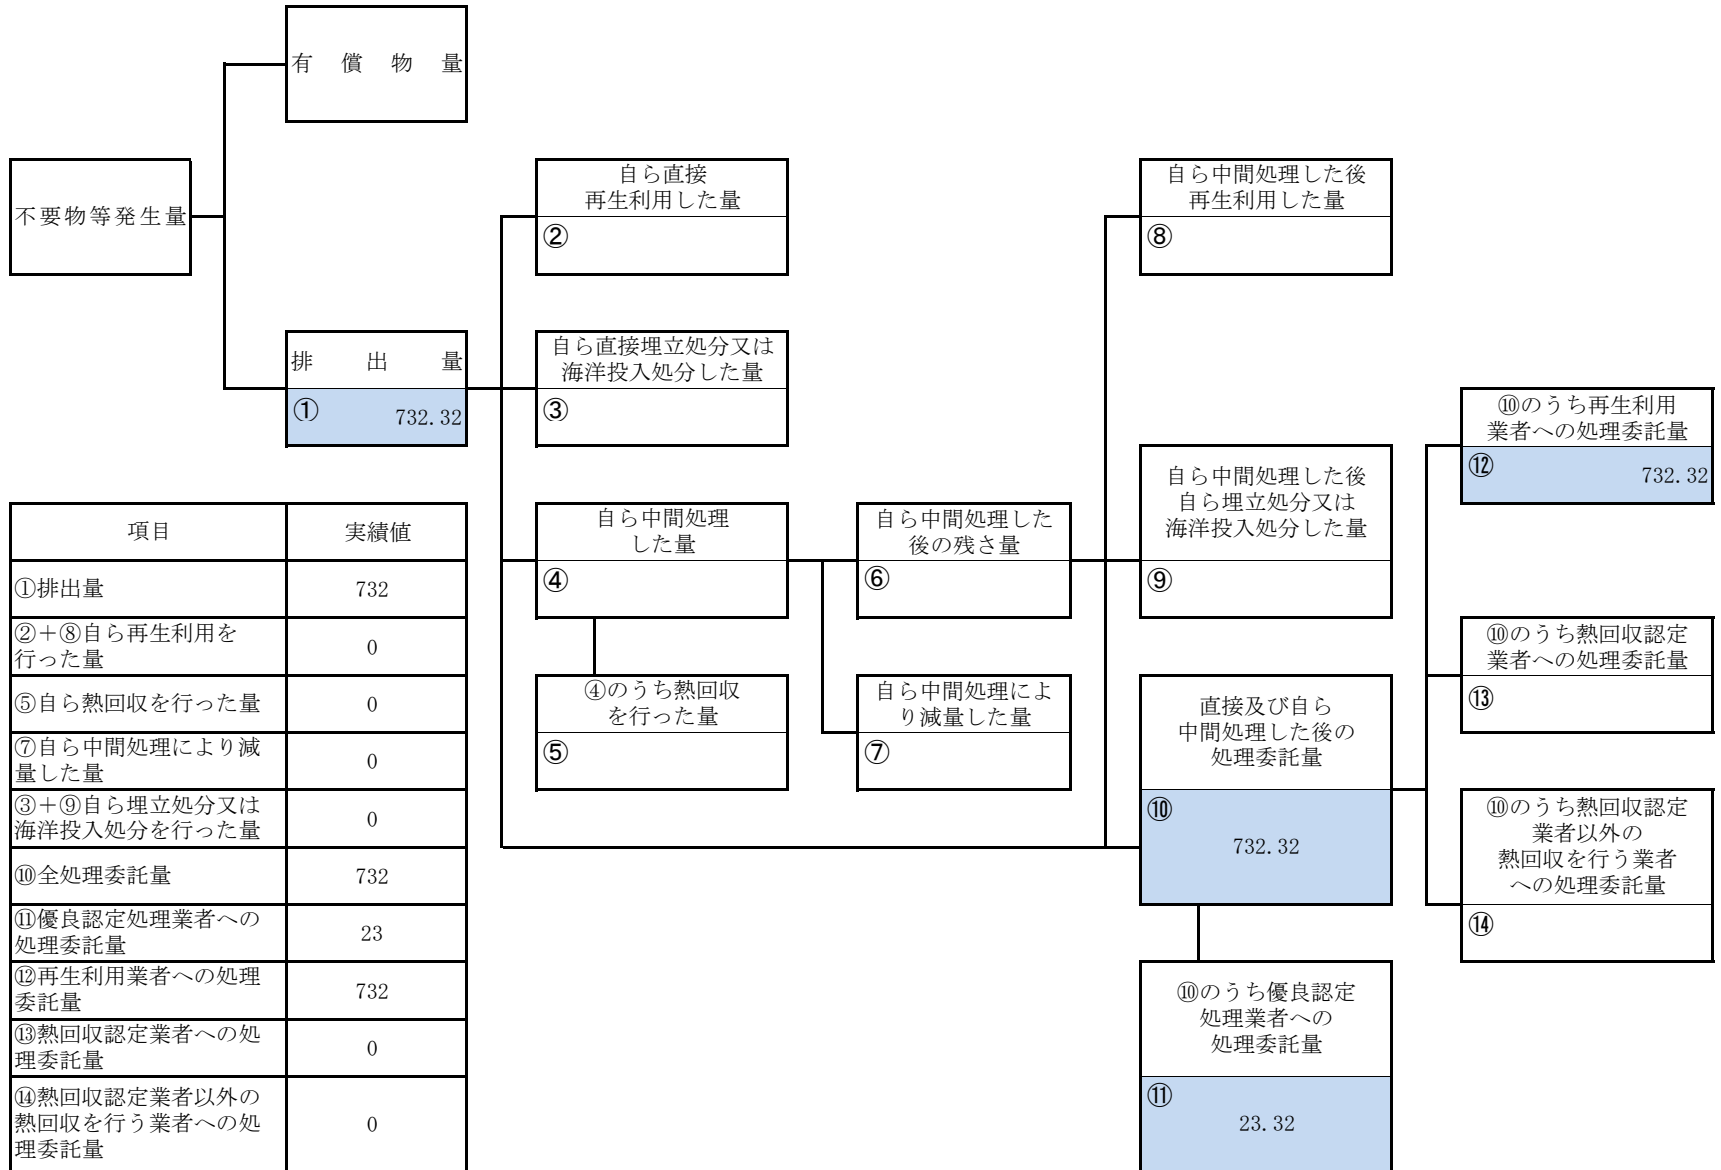 有償物量
不要物等発生量
排出量
① 732.32
自ら直接
再生利用した量
②
自ら直接埋立処分又は
海洋投入処分した量
③
自ら中間処理
した量
④
④のうち熱回収
を行った量
⑤
自ら中間処理した
後の残さ量
⑥
自ら中間処理によ
り減量した量
⑦
自ら中間処理した後
再生利用した量
⑧
自ら中間処理した後
自ら埋立処分又は
海洋投入処分した量
⑨
直接及び自ら
中間処理した後の
処理委託量
⑩
732.32
⑩のうち優良認定
処理業者への
処理委託量
⑪
23.32
⑩のうち再生利用
業者への処理委託量
⑫ 732.32
⑩のうち熱回収認定
業者への処理委託量
⑬
⑩のうち熱回収認定
業者以外の
熱回収を行う業者
への処理委託量
⑭
項目 実績値
①排出量 732
②+⑧自ら再生利用を
行った量 0
⑤自ら熱回収を行った量 0
⑦自ら中間処理により減
量した量 0
③+⑨自ら埋立処分又は
海洋投入処分を行った量 0
⑩全処理委託量 732
⑪優良認定処理業者への
処理委託量 23
⑫再生利用業者への処理
委託量 732
⑬熱回収認定業者への処
理委託量 0
⑭熱回収認定業者以外の
熱回収を行う業者への処 0
理委託量